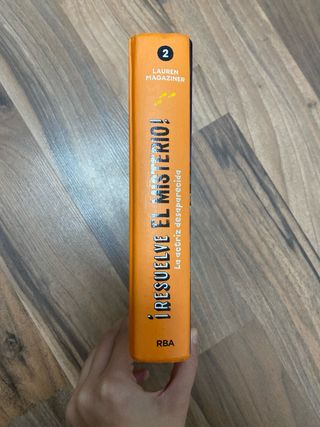 2
LAUREN
MAGAZINER
¡RESUELVE EL MISTERIO!
La actriz desaparecida
RBA